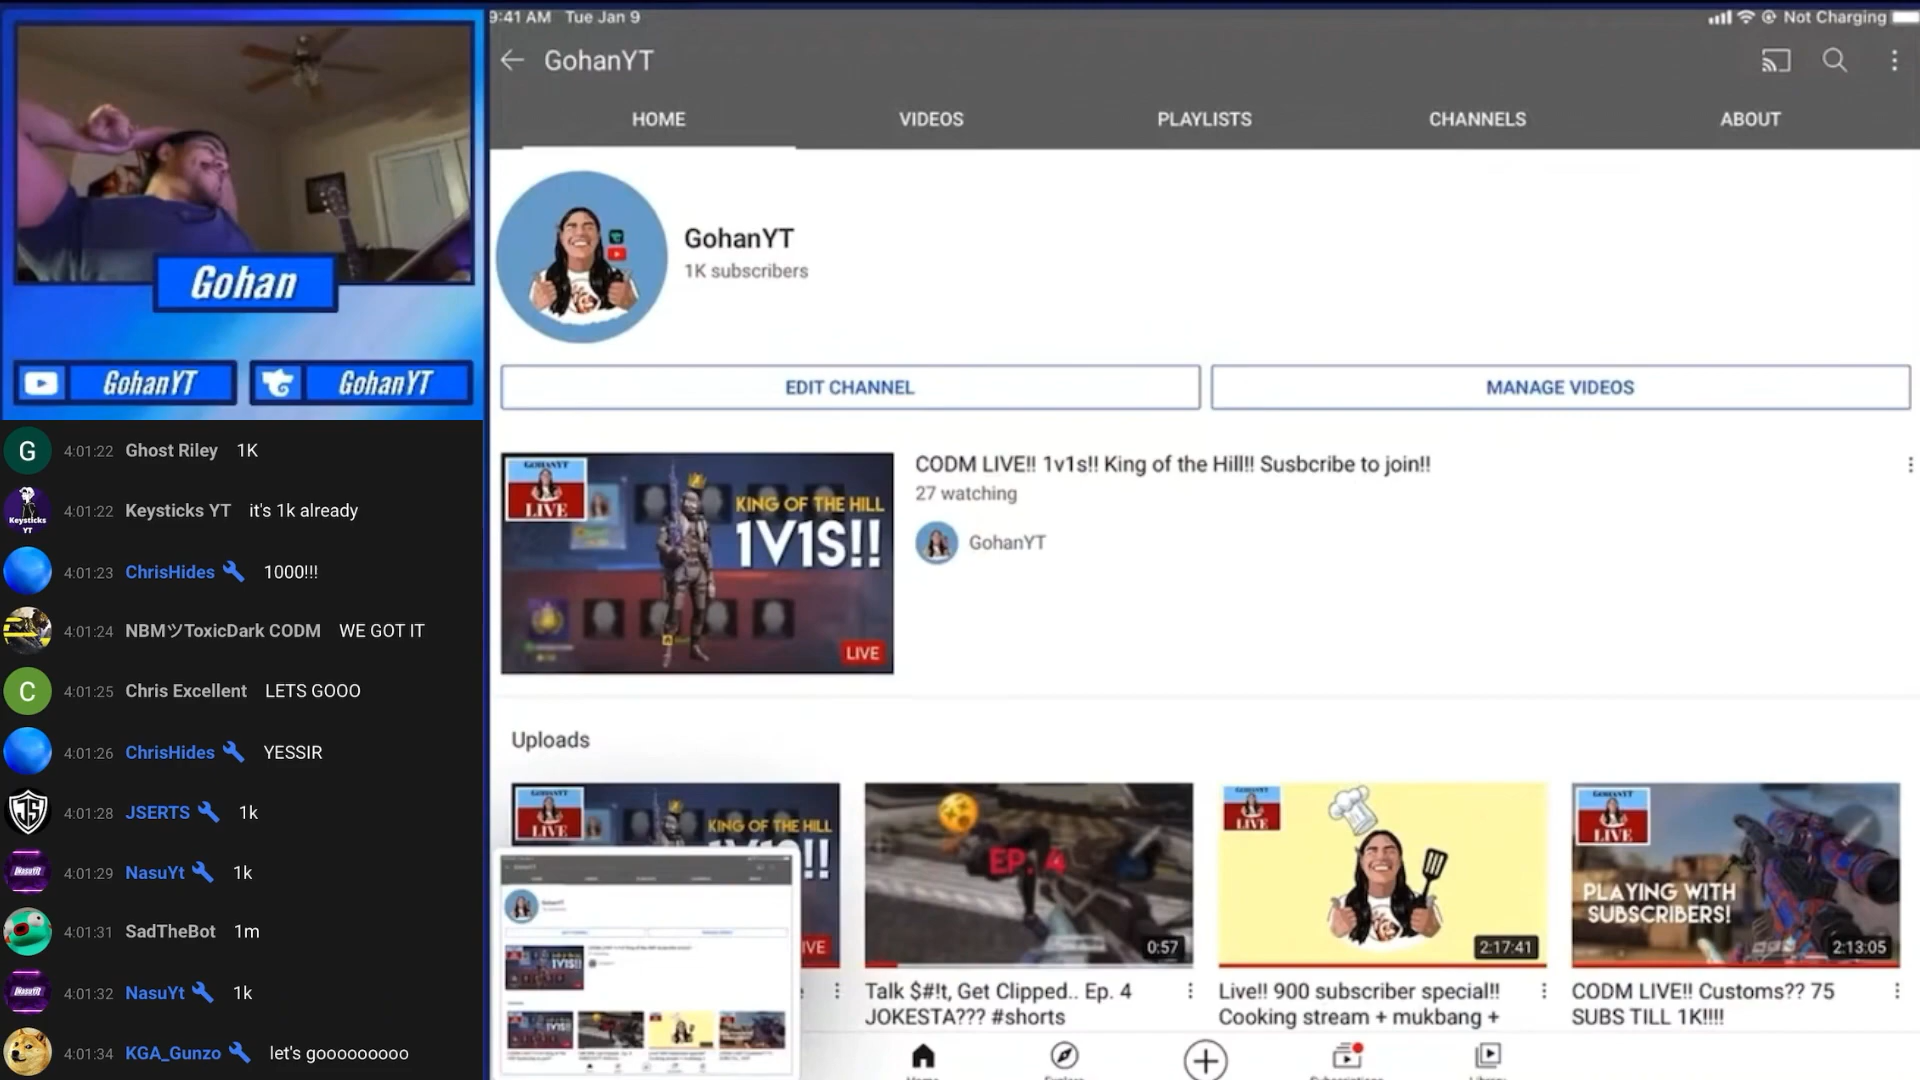 9:41 AM Tue Jan 9
Not Charging
GohanYT
HOME
VIDEOS
PLAYLISTS
CHANNELS
ABOUT
GohanYT
1K subscribers
EDIT CHANNEL
MANAGE VIDEOS
GOHANYT
LIVE
KING OF THE HILL
1V1S!!
LIVE
CODM LIVE!! 1v1s!! King of the Hill!! Susbcribe to join!!
27 watching
GohanYT
Uploads
LIVE
KING OF THE HILL
EP. 4
0:57
Talk $#!t, Get Clipped.. Ep. 4
JOKESTA??? #shorts
LIVE
2:17:41
Live!! 900 subscriber special!!
Cooking stream + mukbang +
GOHANYT
LIVE
PLAYING WITH
SUBSCRIBERS!
2:13:05
CODM LIVE!! Customs?? 75
SUBS TILL 1K!!!!
Gohan
GohanYT
GohanYT
G 4:01:22 Ghost Riley 1K
Keysticks YT 4:01:22 Keysticks YT it's 1k already
4:01:23 ChrisHides 1000!!!
4:01:24 NBMツToxicDark CODM WE GOT IT
C 4:01:25 Chris Excellent LETS GOOO
4:01:26 ChrisHides YESSIR
JS 4:01:28 JSERTS 1k
4:01:29 NasuYt 1k
4:01:31 SadTheBot 1m
4:01:32 NasuYt 1k
4:01:34 KGA_Gunzo let's gooooooooo